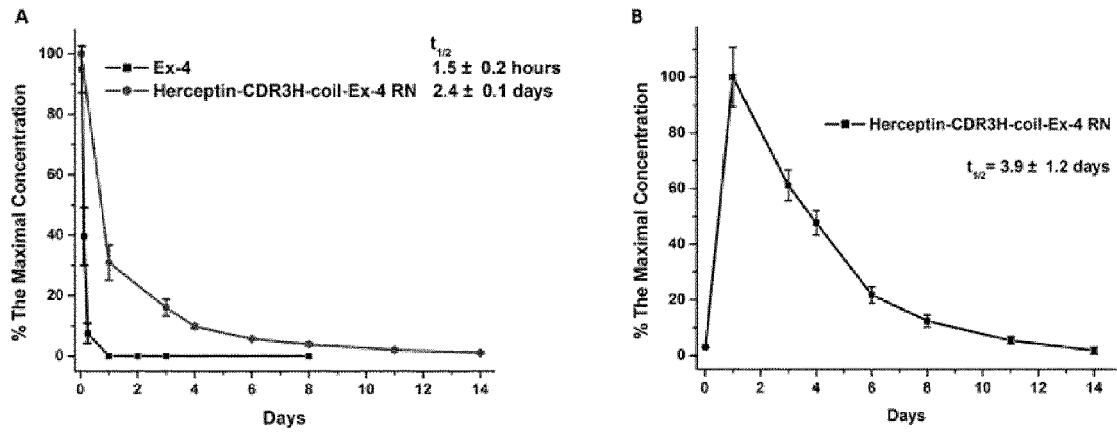 A
t1/2
Ex-4 1.5 ± 0.2 hours
Herceptin-CDR3H-coil-Ex-4 RN 2.4 ± 0.1 days
% The Maximal Concentration
100
80
60
40
20
0
0 2 4 6 8 10 12 14
Days
B
Herceptin-CDR3H-coil-Ex-4 RN
t1/2= 3.9 ± 1.2 days
% The Maximal Concentration
100
80
60
40
20
0
0 2 4 6 8 10 12 14
Days